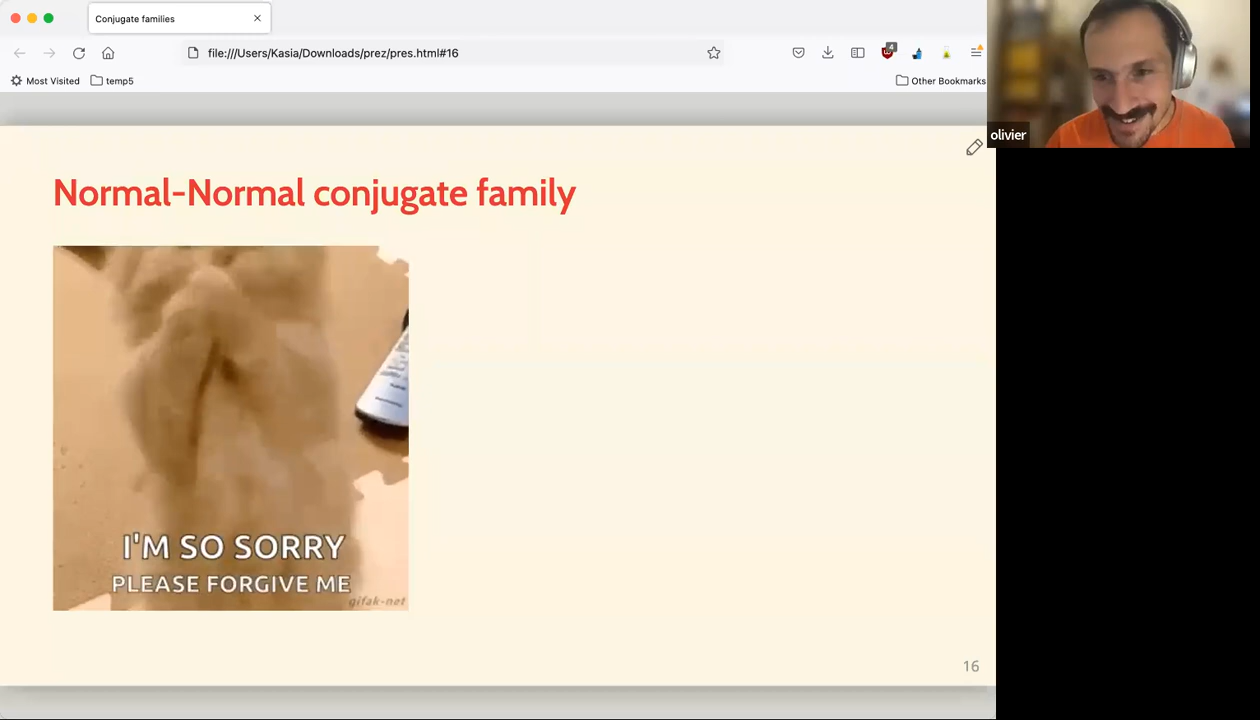 Conjugate families
file:///Users/Kasia/Downloads/prez/pres.html#16
4
Most Visited
temp5
Other Bookmarks
olivier
Normal-Normal conjugate family
I'M SO SORRY
PLEASE FORGIVE ME
gifak-net
16